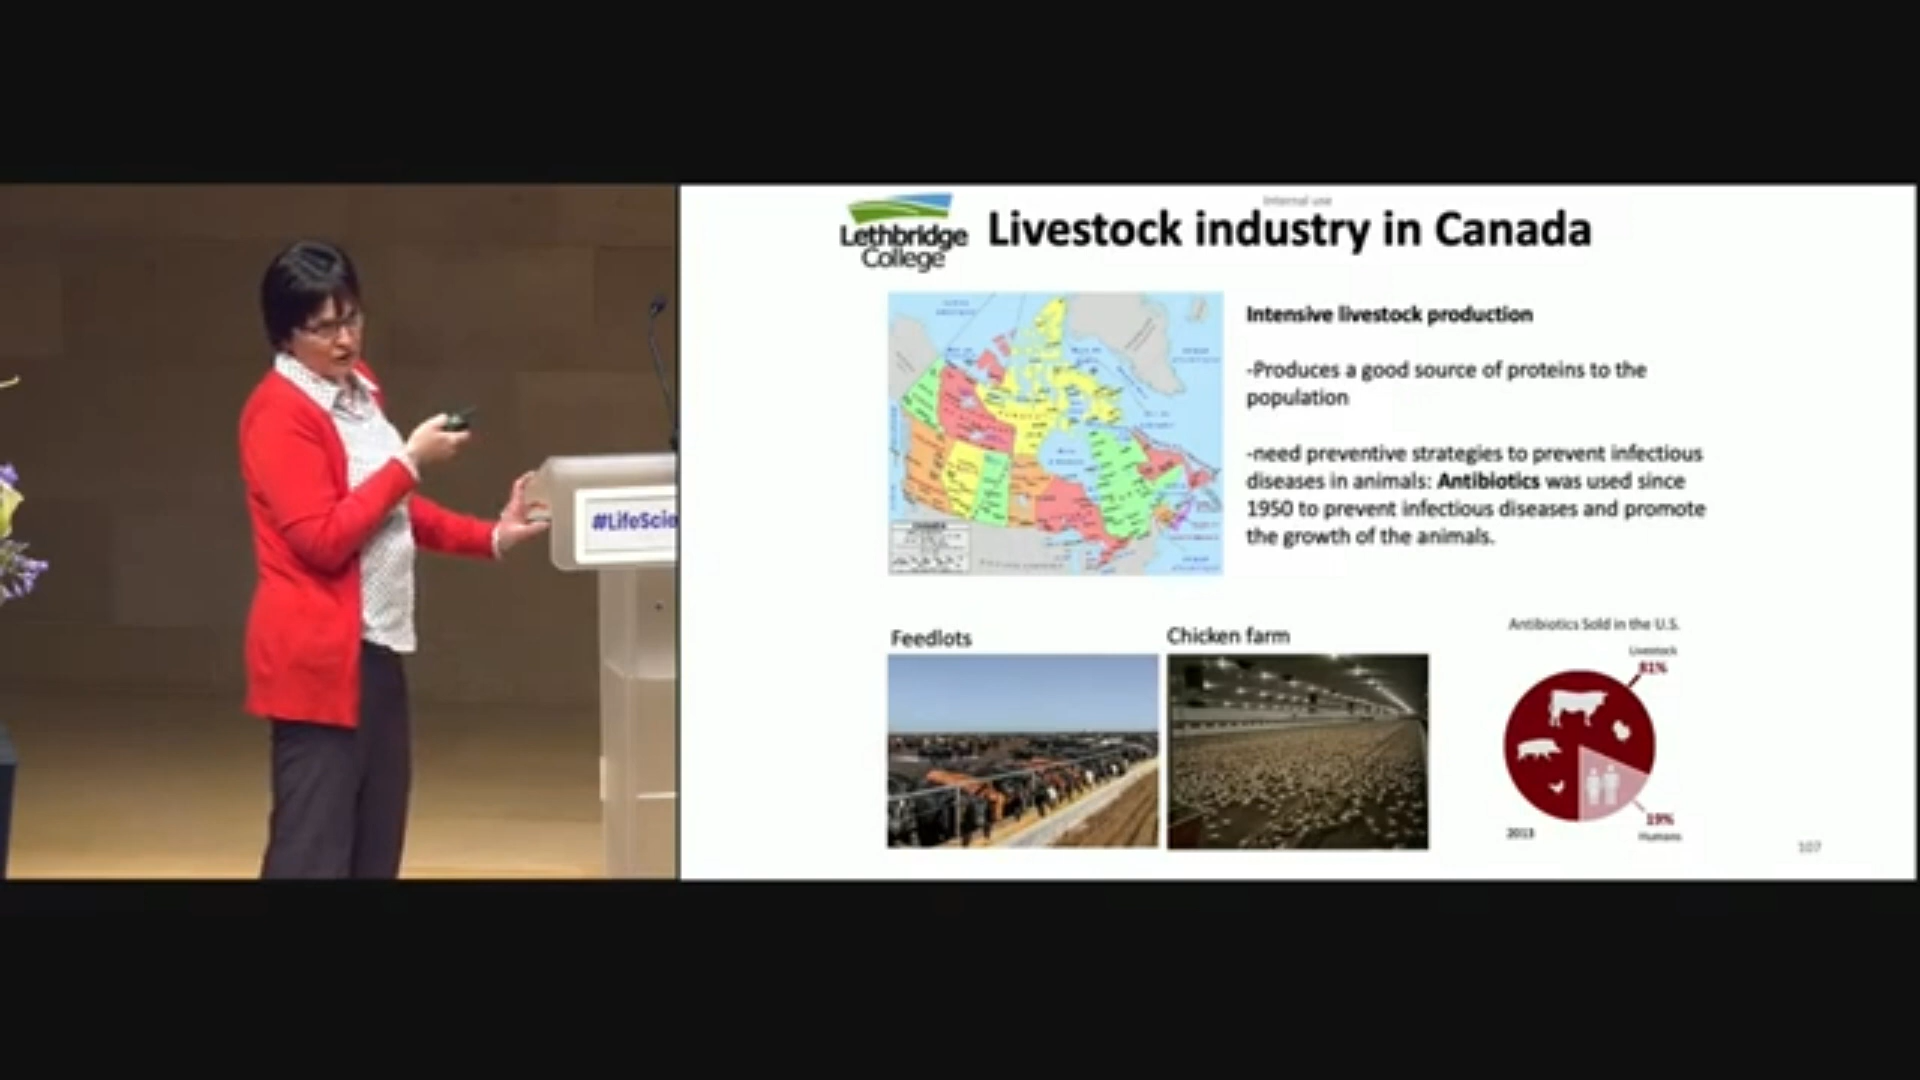 Internal use
Lethbridge
College
Livestock industry in Canada
Intensive livestock production
-Produces a good source of proteins to the
population
-need preventive strategies to prevent infectious
diseases in animals: Antibiotics was used since
1950 to prevent infectious diseases and promote
the growth of the animals.
#LifeScie
Feedlots
Chicken farm
Antibiotics Sold in the U.S.
Livestock
81%
19%
Humans
2013
107